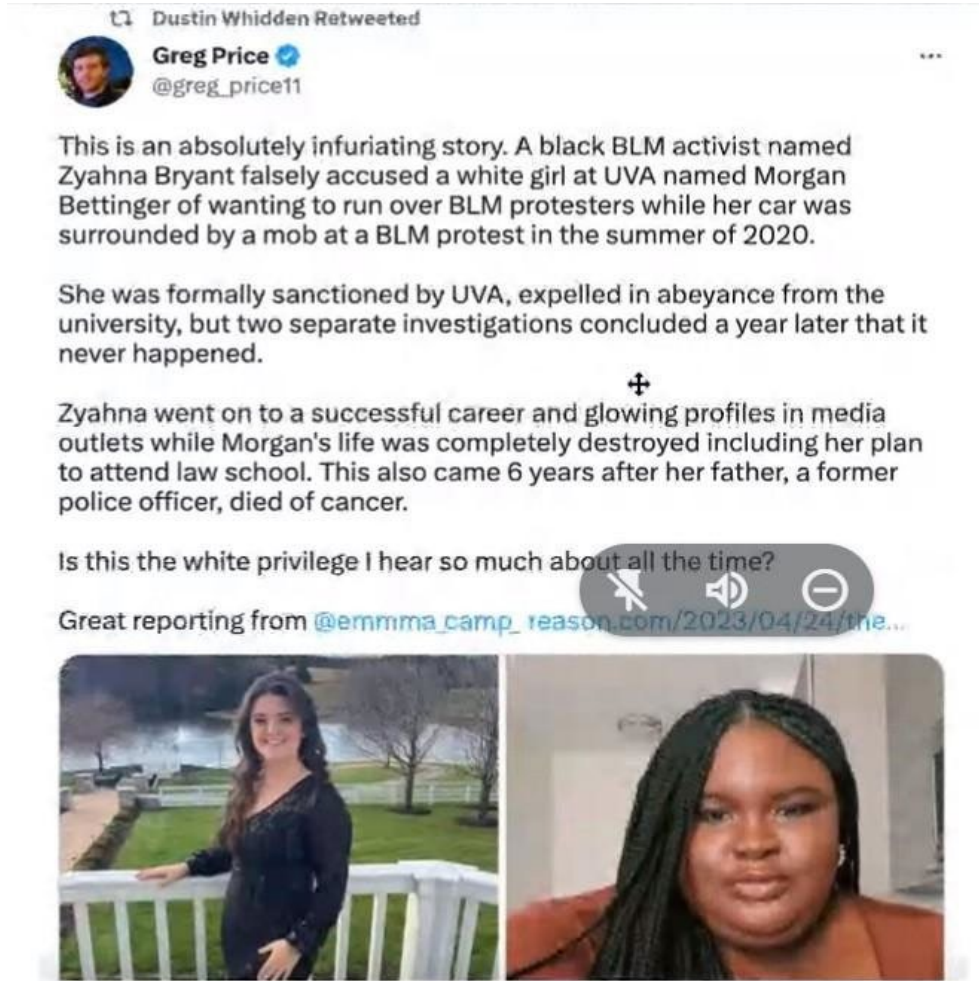 Dustin Whidden Retweeted
Greg Price
@greg_price11
This is an absolutely infuriating story. A black BLM activist named
Zyahna Bryant falsely accused a white girl at UVA named Morgan
Bettinger of wanting to run over BLM protesters while her car was
surrounded by a mob at a BLM protest in the summer of 2020.
She was formally sanctioned by UVA, expelled in abeyance from the
university, but two separate investigations concluded a year later that it
never happened.
Zyahna went on to a successful career and glowing profiles in media
outlets while Morgan's life was completely destroyed including her plan
to attend law school. This also came 6 years after her father, a former
police officer, died of cancer.
Is this the white privilege I hear so much about all the time?
Great reporting from @emmma_camp_ reason.com/2023/04/24/the...